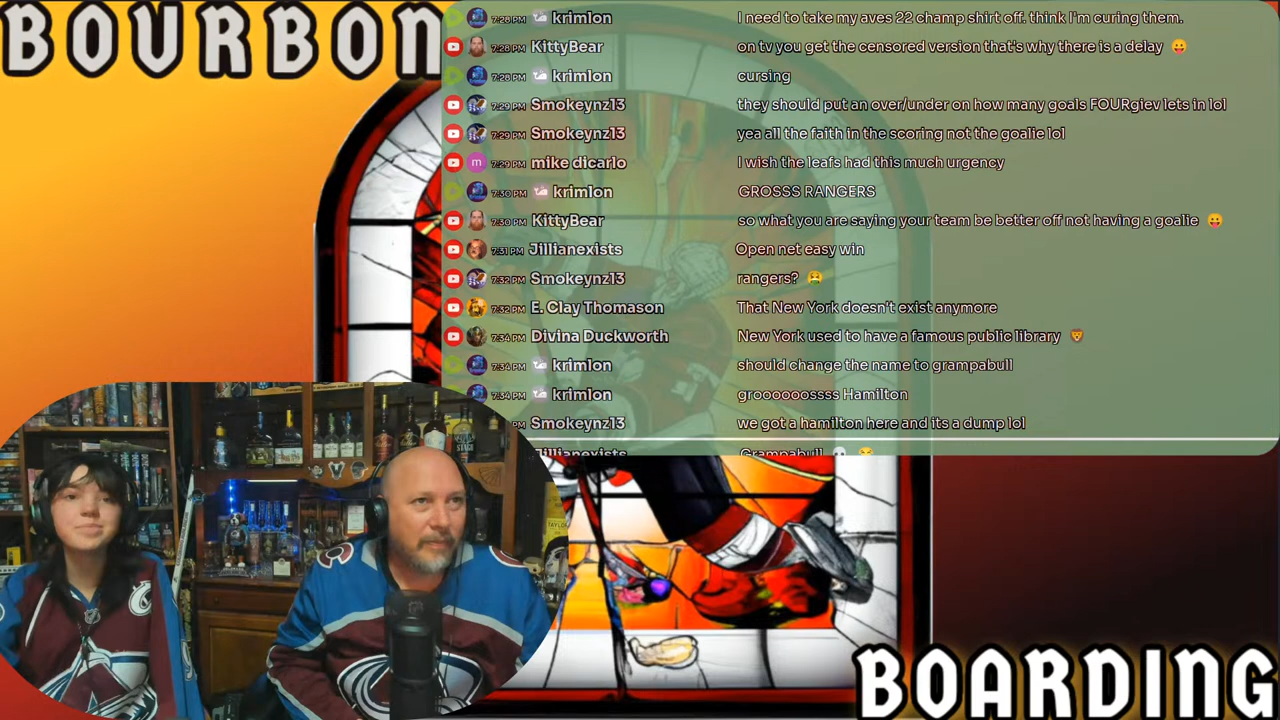 BOURBON
7:28 PM krimlon I need to take my aves 22 champ shirt off. think I'm curing them.
7:28 PM KittyBear on tv you get the censored version that's why there is a delay
7:28 PM krimlon cursing
7:29 PM Smokeynz13 they should put an over/under on how many goals FOURgiev lets in lol
7:29 PM Smokeynz13 yea all the faith in the scoring not the goalie lol
m 7:29 PM mike dicarlo I wish the leafs had this much urgency
7:30 PM krimlon GROSSS RANGERS
7:30 PM KittyBear so what you are saying your team be better off not having a goalie
7:31 PM Jillianexists Open net easy win
7:32 PM Smokeynz13 rangers?
7:32 PM E. Clay Thomason That New York doesn't exist anymore
7:34 PM Divina Duckworth New York used to have a famous public library
7:34 PM krimlon should change the name to grampabull
7:34 PM krimlon groooooossss Hamilton
PM Smokeynz13 we got a hamilton here and its a dump lol
Jillianexists Grampabull
BOARDING